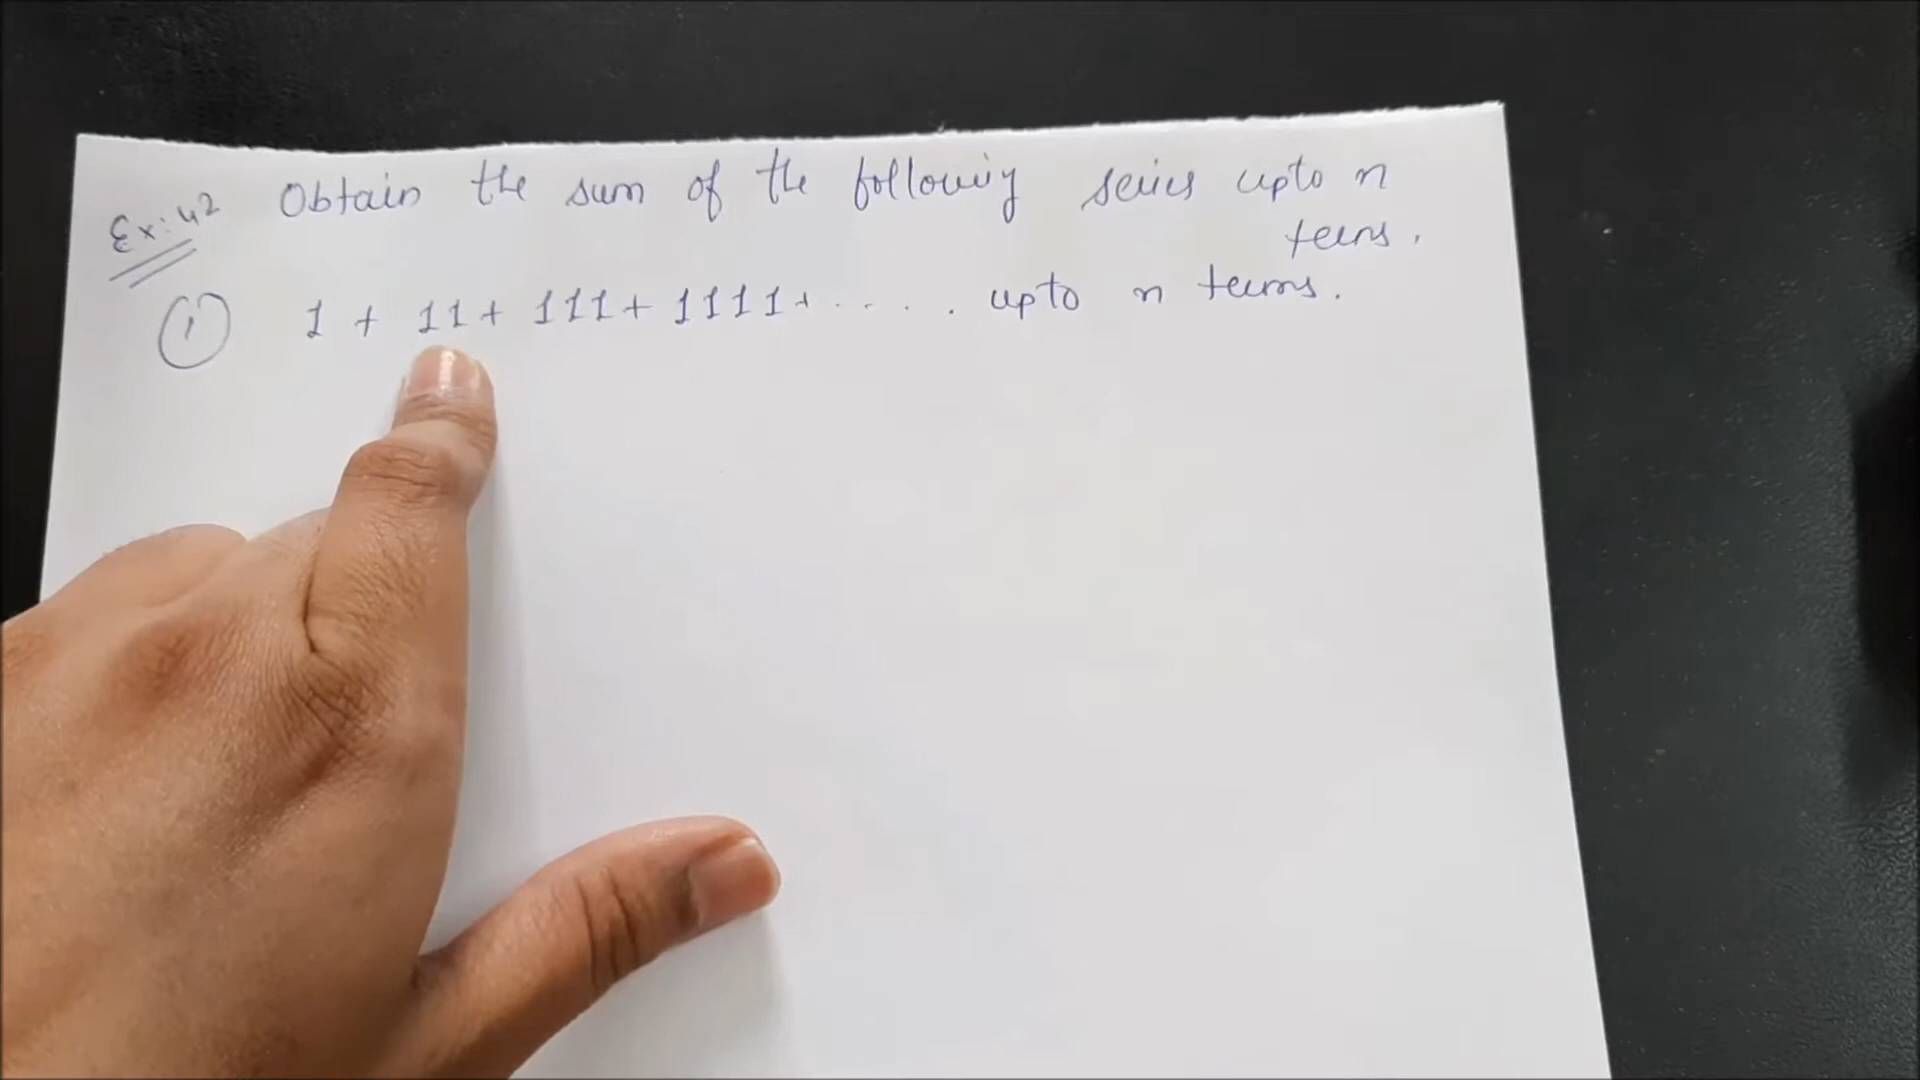 Ex: 42 Obtain the sum of the following series upto n
terms.
① 1 + 11 + 111 + 1111 + . . . . upto n terms.